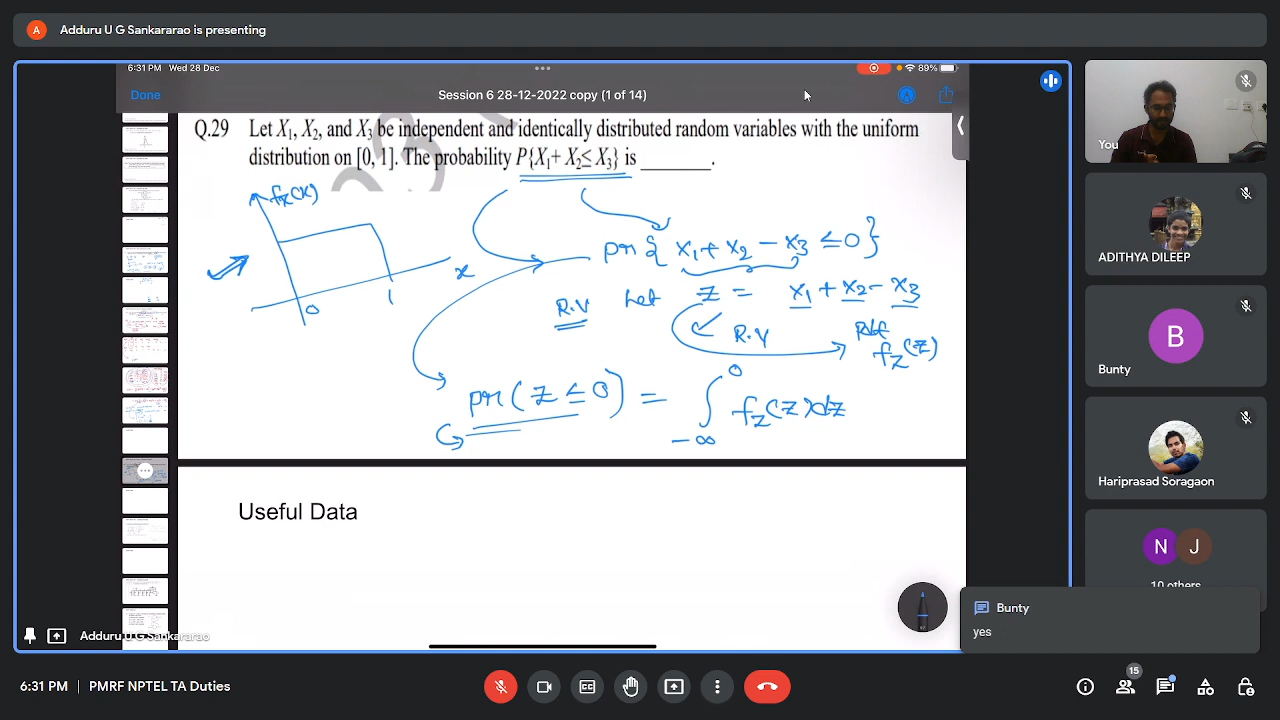 A Adduru U G Sankararao is presenting
6:31 PM Wed 28 Dec
89%
Done
Session 6 28-12-2022 copy (1 of 14)
Q.29 Let X₁, X₂, and X₃ be independent and identically distributed random variables with the uniform
distribution on [0, 1]. The probability P{X₁+ X₂≤ X₃} is ________.
fₓ(x)
x
0
1
pr{ x₁+x₂ - x₃ ≤0}
R.V Let z = x₁+x₂-x₃
R.V
Pdf
f_z(z)
pr(z≤0) = ∫_{-∞}^{0} f_z(z)dz
Useful Data
Adduru U G Sankararao
You
ADITHYA DILEEP
B
Bunty
Hariprasad Soragaon
N J
10 others
Bunty
yes
6:31 PM | PMRF NPTEL TA Duties
15